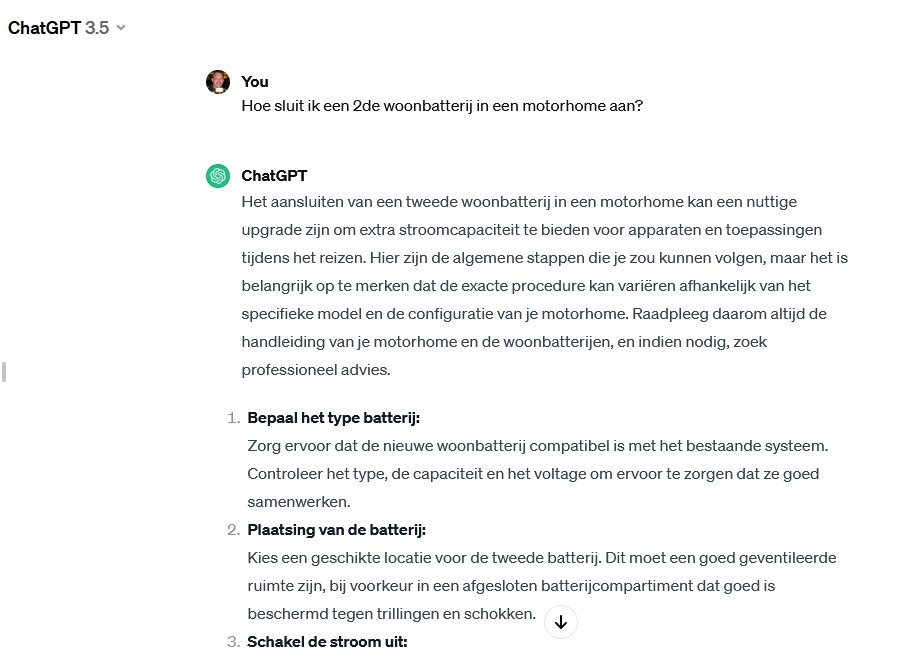 ChatGPT 3.5
You
Hoe sluit ik een 2de woonbatterij in een motorhome aan?
ChatGPT
Het aansluiten van een tweede woonbatterij in een motorhome kan een nuttige
upgrade zijn om extra stroomcapaciteit te bieden voor apparaten en toepassingen
tijdens het reizen. Hier zijn de algemene stappen die je zou kunnen volgen, maar het is
belangrijk op te merken dat de exacte procedure kan variëren afhankelijk van het
specifieke model en de configuratie van je motorhome. Raadpleeg daarom altijd de
handleiding van je motorhome en de woonbatterijen, en indien nodig, zoek
professioneel advies.
1. Bepaal het type batterij:
Zorg ervoor dat de nieuwe woonbatterij compatibel is met het bestaande systeem.
Controleer het type, de capaciteit en het voltage om ervoor te zorgen dat ze goed
samenwerken.
2. Plaatsing van de batterij:
Kies een geschikte locatie voor de tweede batterij. Dit moet een goed geventileerde
ruimte zijn, bij voorkeur in een afgesloten batterijcompartiment dat goed is
beschermd tegen trillingen en schokken.
3. Schakel de stroom uit: